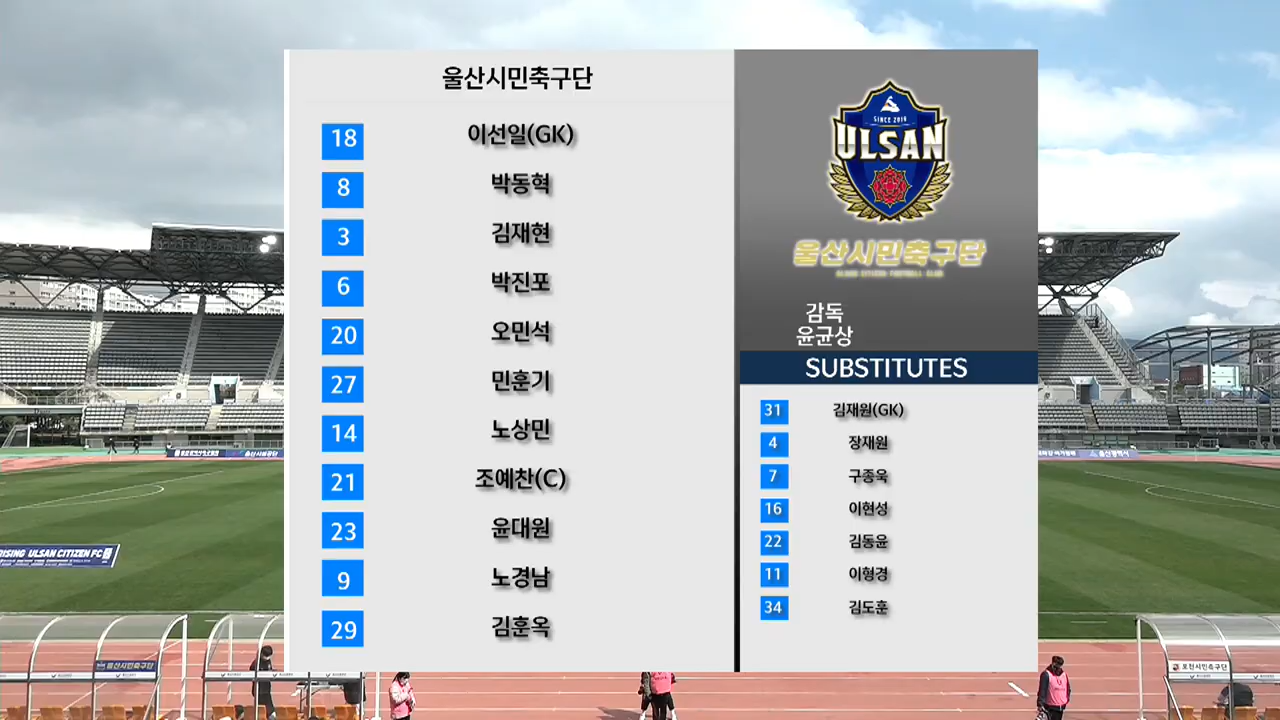 울산시민축구단
18 이선일(GK)
8 박동혁
3 김재현
6 박진포
20 오민석
27 민훈기
14 노상민
21 조예찬(C)
23 윤대원
9 노경남
29 김훈옥
SINCE 2018
ULSAN
울산시민축구단
ULSAN CITIZEN FOOTBALL CLUB
감독
윤균상
SUBSTITUTES
31 김재원(GK)
4 장재원
7 구종욱
16 이현성
22 김동윤
11 이형경
34 김도훈
RISING ULSAN CITIZEN FC
울산시민축구단
포천시민축구단